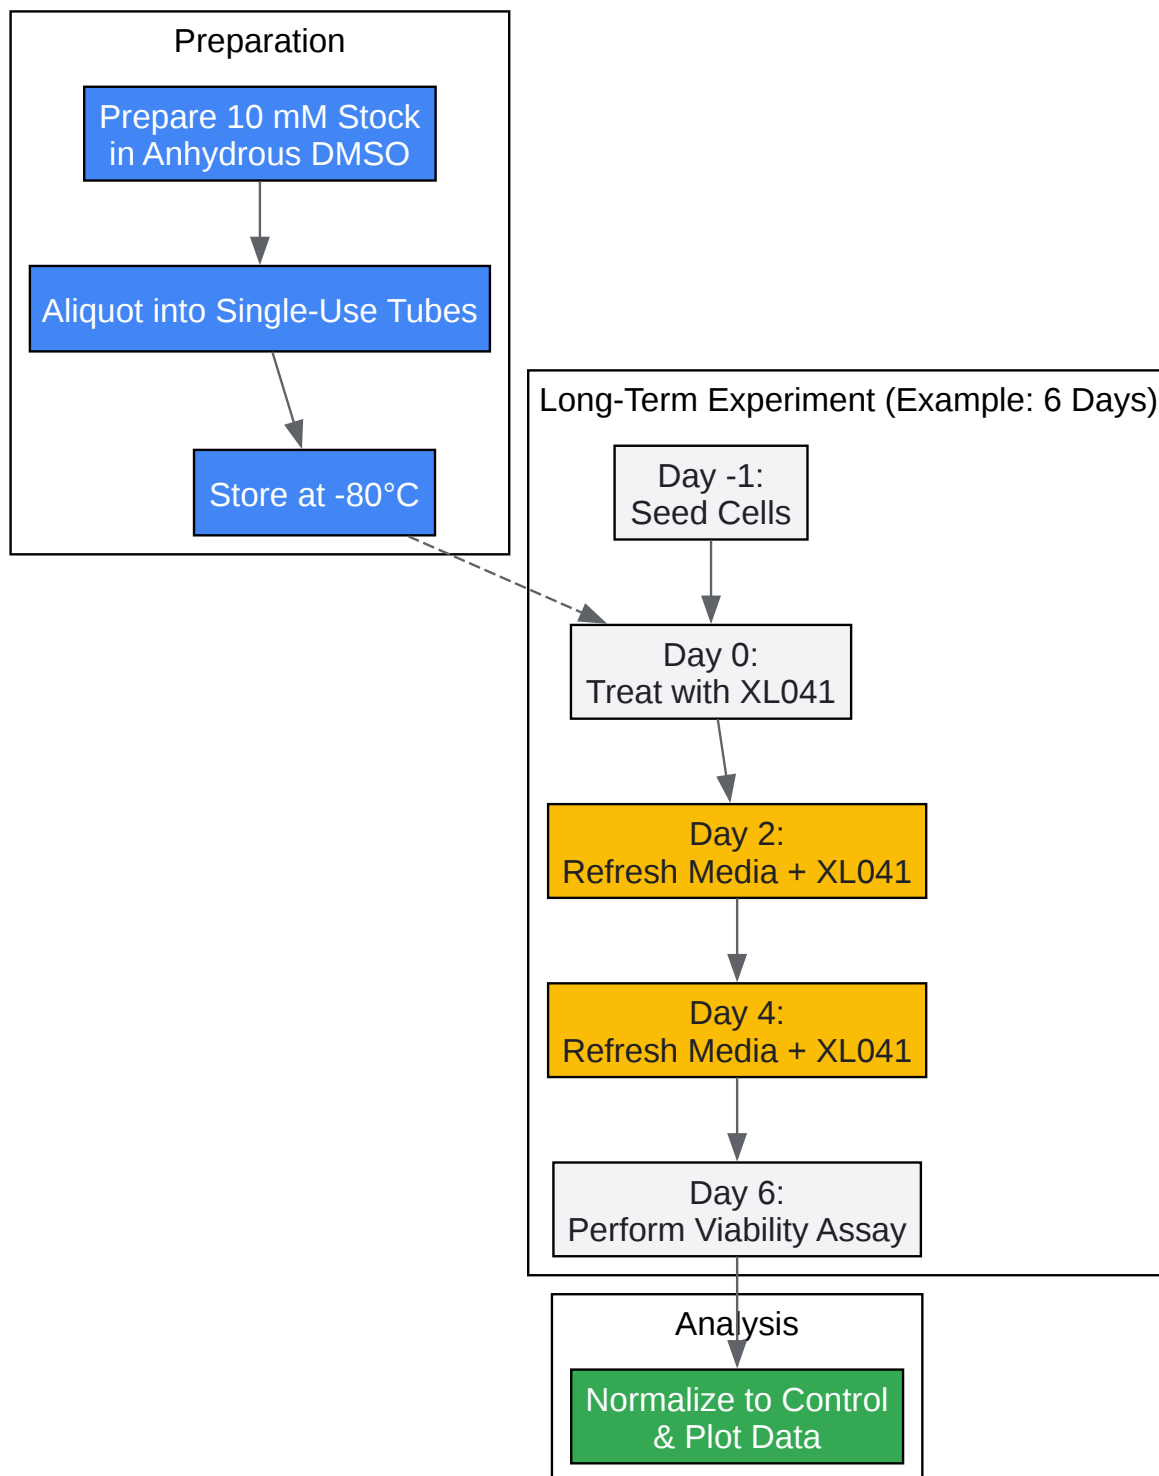 Preparation
Prepare 10 mM Stock
in Anhydrous DMSO
Aliquot into Single-Use Tubes
Store at -80°C
Long-Term Experiment (Example: 6 Days)
Day -1:
Seed Cells
Day 0:
Treat with XL041
Day 2:
Refresh Media + XL041
Day 4:
Refresh Media + XL041
Day 6:
Perform Viability Assay
Analysis
Normalize to Control
& Plot Data